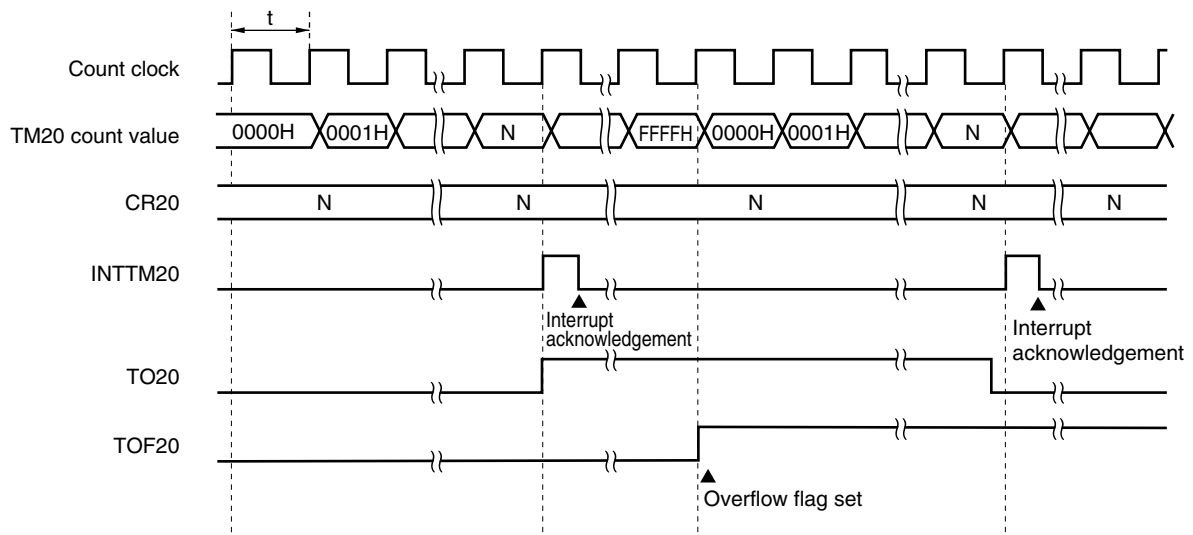 t
Count clock
TM20 count value
0000H 0001H N FFFFH 0000H 0001H N
CR20
N N N N N
INTTM20
Interrupt
acknowledgement
Interrupt
acknowledgement
TO20
TOF20
Overflow flag set